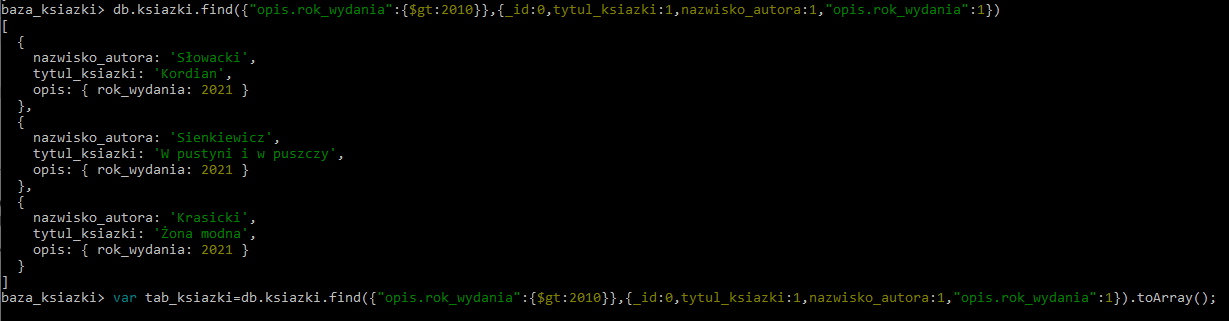 baza_ksiazki> db.ksiazki.find({"opis.rok_wydania":{$gt:2010}},{_id:0,tytul_ksiazki:1,nazwisko_autora:1,"opis.rok_wydania":1})
[
  {
    nazwisko_autora: 'Słowacki',
    tytul_ksiazki: 'Kordian',
    opis: { rok_wydania: 2021 }
  },
  {
    nazwisko_autora: 'Sienkiewicz',
    tytul_ksiazki: 'W pustyni i w puszczy',
    opis: { rok_wydania: 2021 }
  },
  {
    nazwisko_autora: 'Krasicki',
    tytul_ksiazki: 'Żona modna',
    opis: { rok_wydania: 2021 }
  }
]
baza_ksiazki> var tab_ksiazki=db.ksiazki.find({"opis.rok_wydania":{$gt:2010}},{_id:0,tytul_ksiazki:1,nazwisko_autora:1,"opis.rok_wydania":1}).toArray();